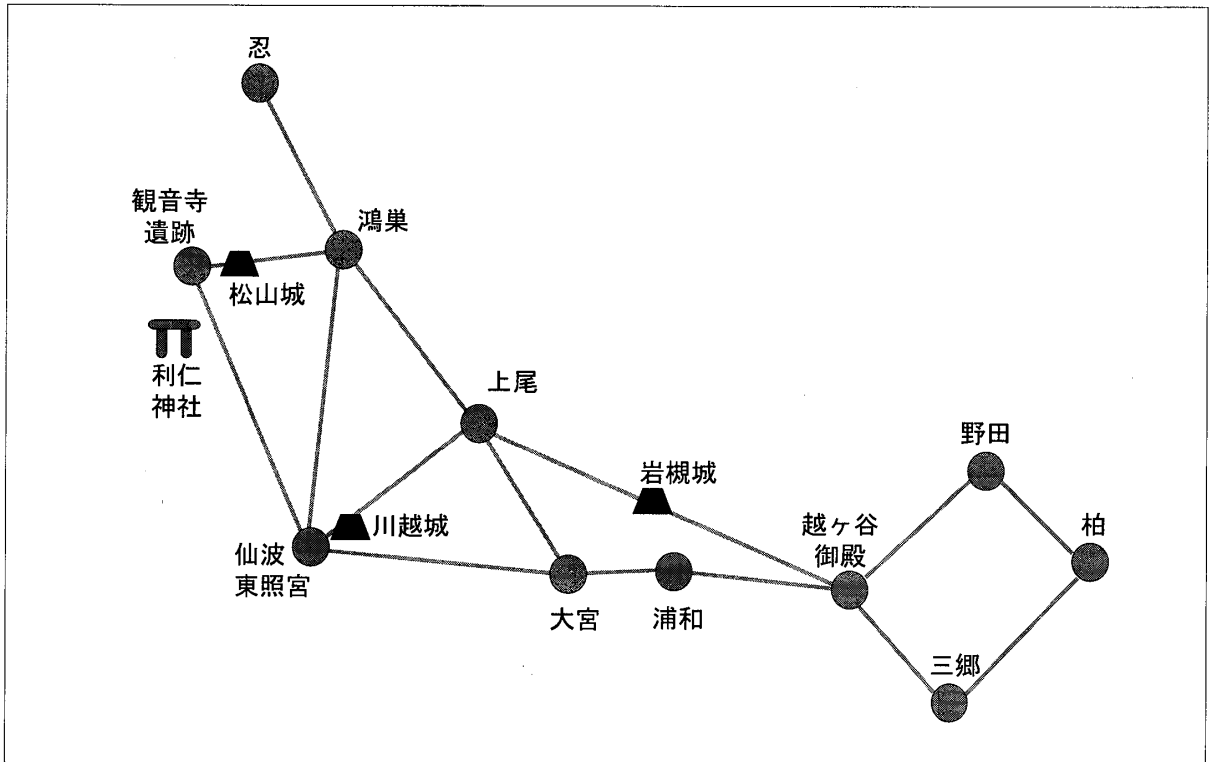 忍
観音寺
遺跡
鴻巣
松山城
利仁
神社
上尾
野田
岩槻城
川越城
越ヶ谷
御殿
柏
仙波
東照宮
大宮
浦和
三郷